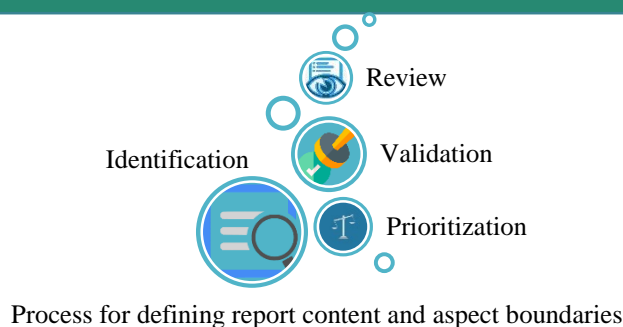 Review
Validation
Identification
Prioritization
Process for defining report content and aspect boundaries